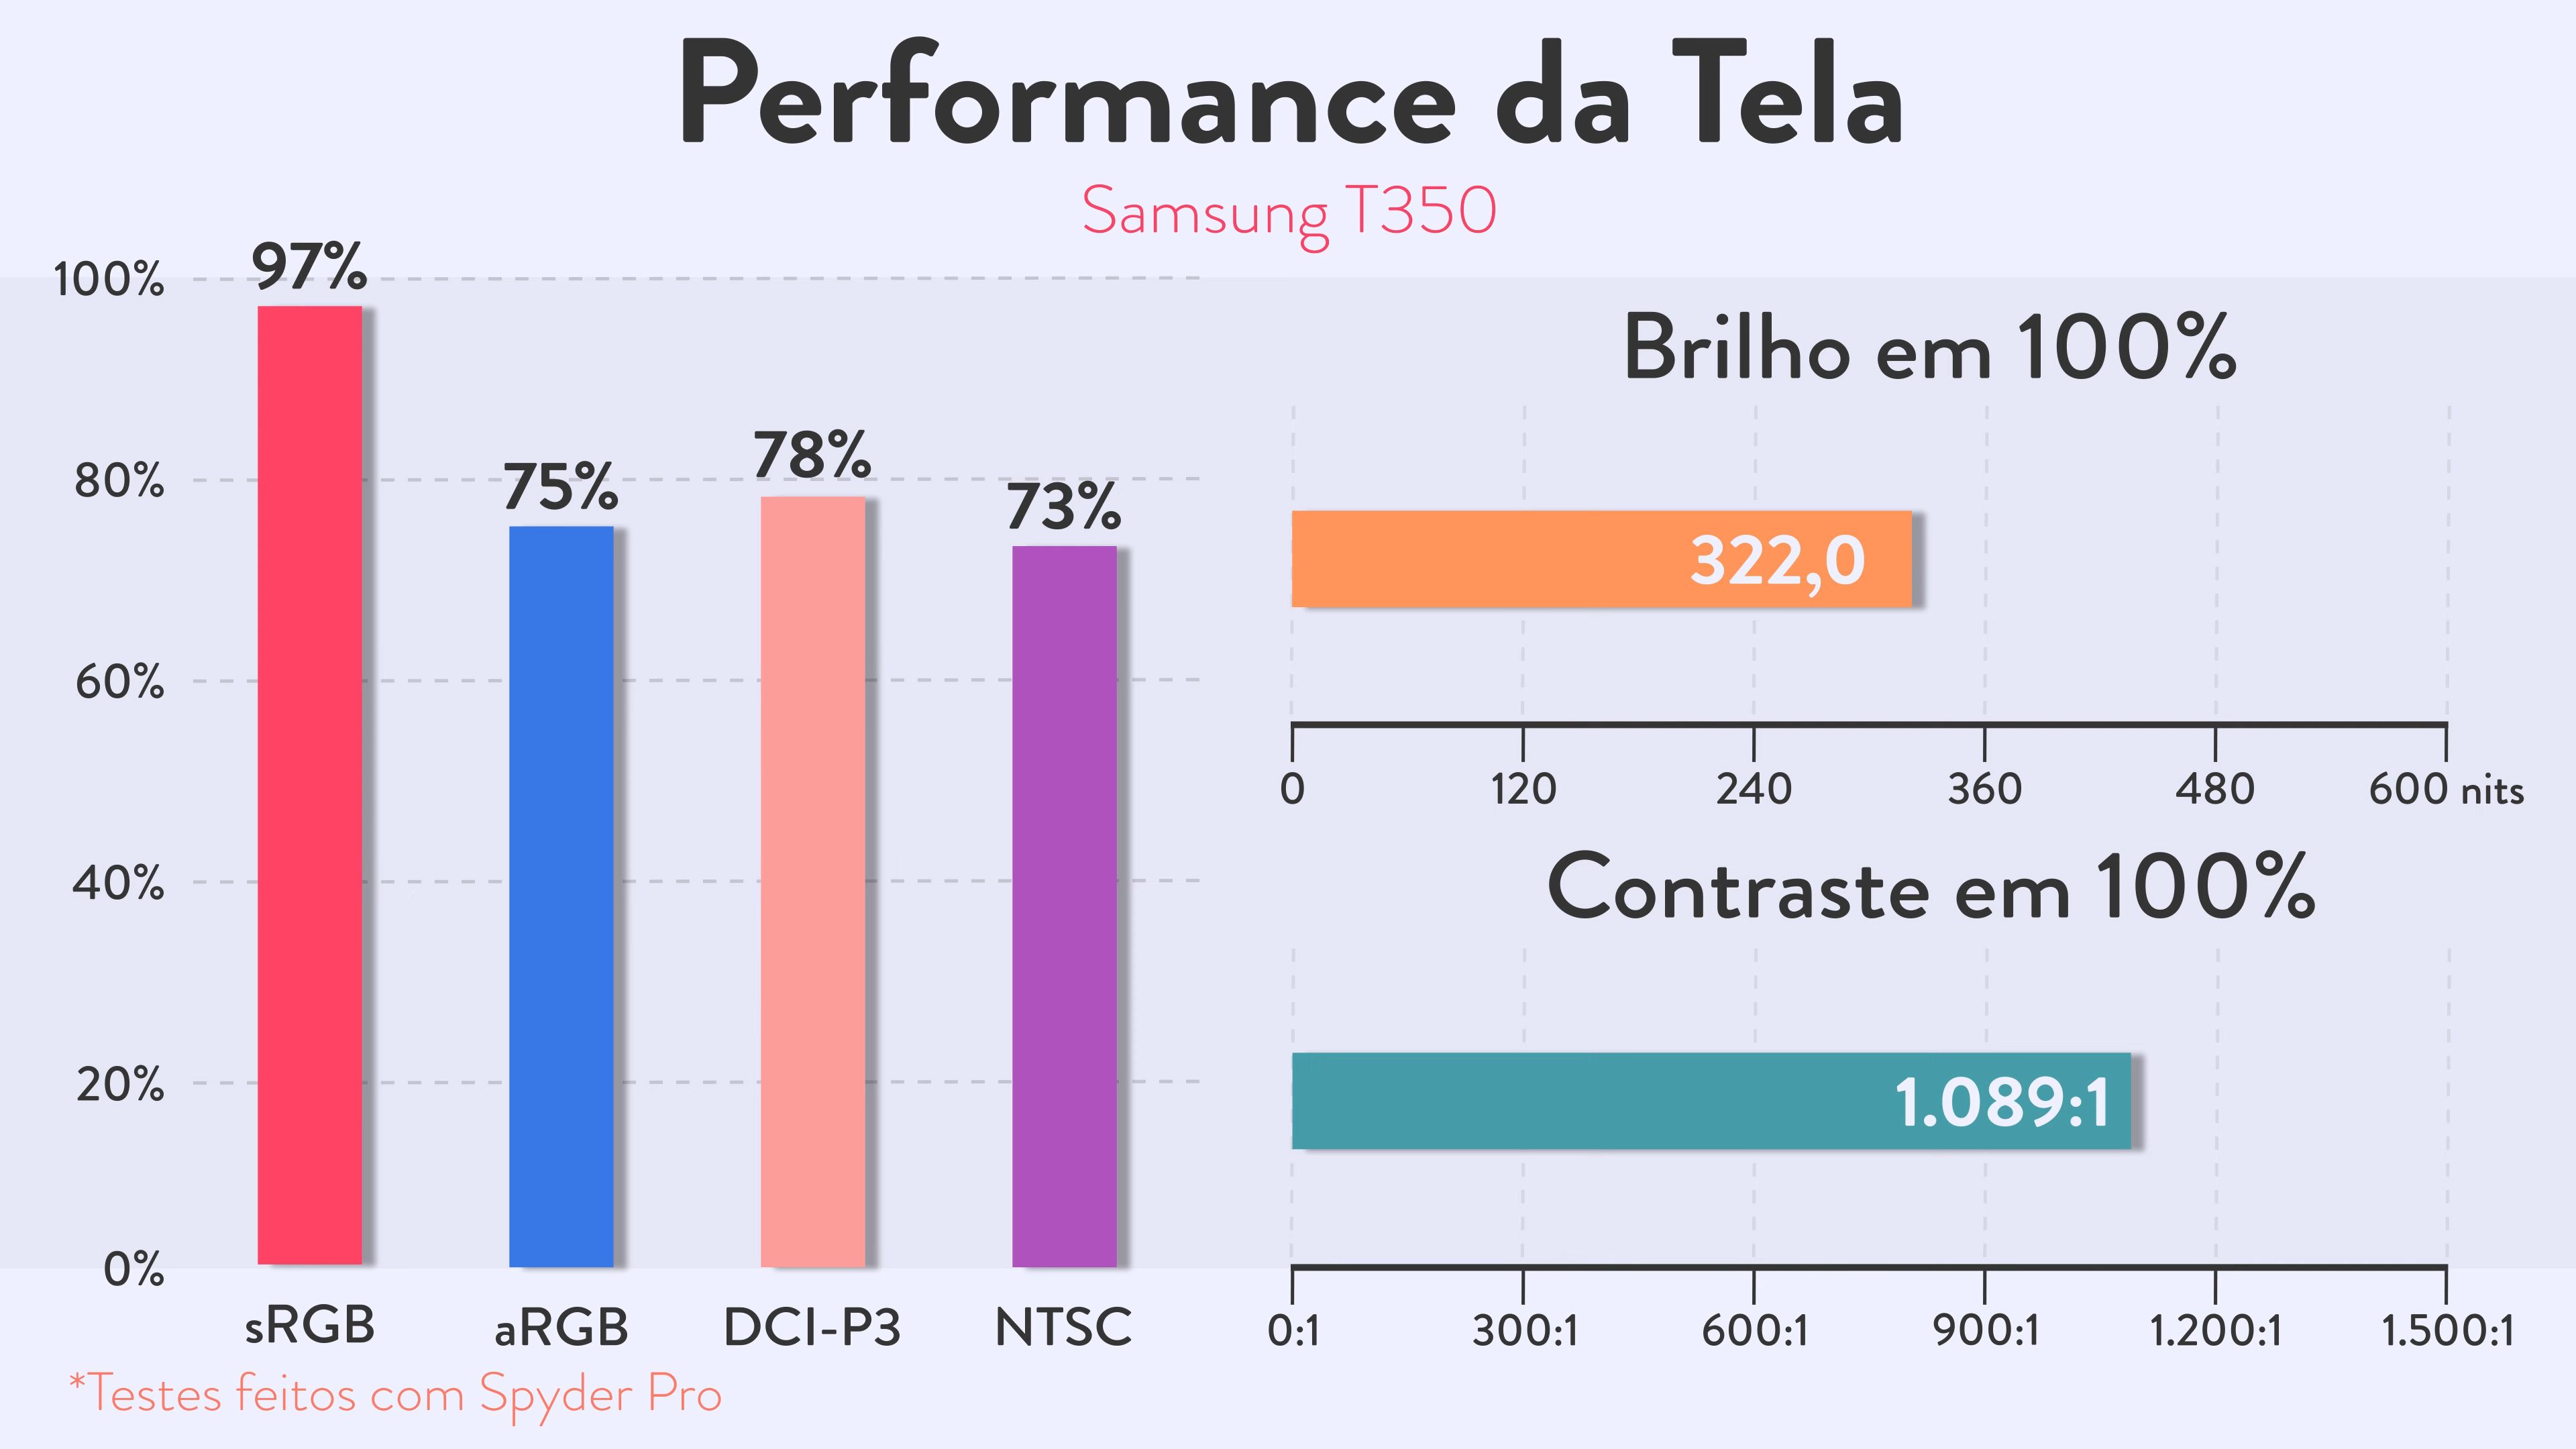 Performance da Tela
Samsung T350
100%
80%
60%
40%
20%
0%
97%
75%
78%
73%
sRGB
aRGB
DCI-P3
NTSC
*Testes feitos com Spyder Pro
Brilho em 100%
322,0
0 120 240 360 480 600 nits
Contraste em 100%
1.089:1
0:1 300:1 600:1 900:1 1.200:1 1.500:1